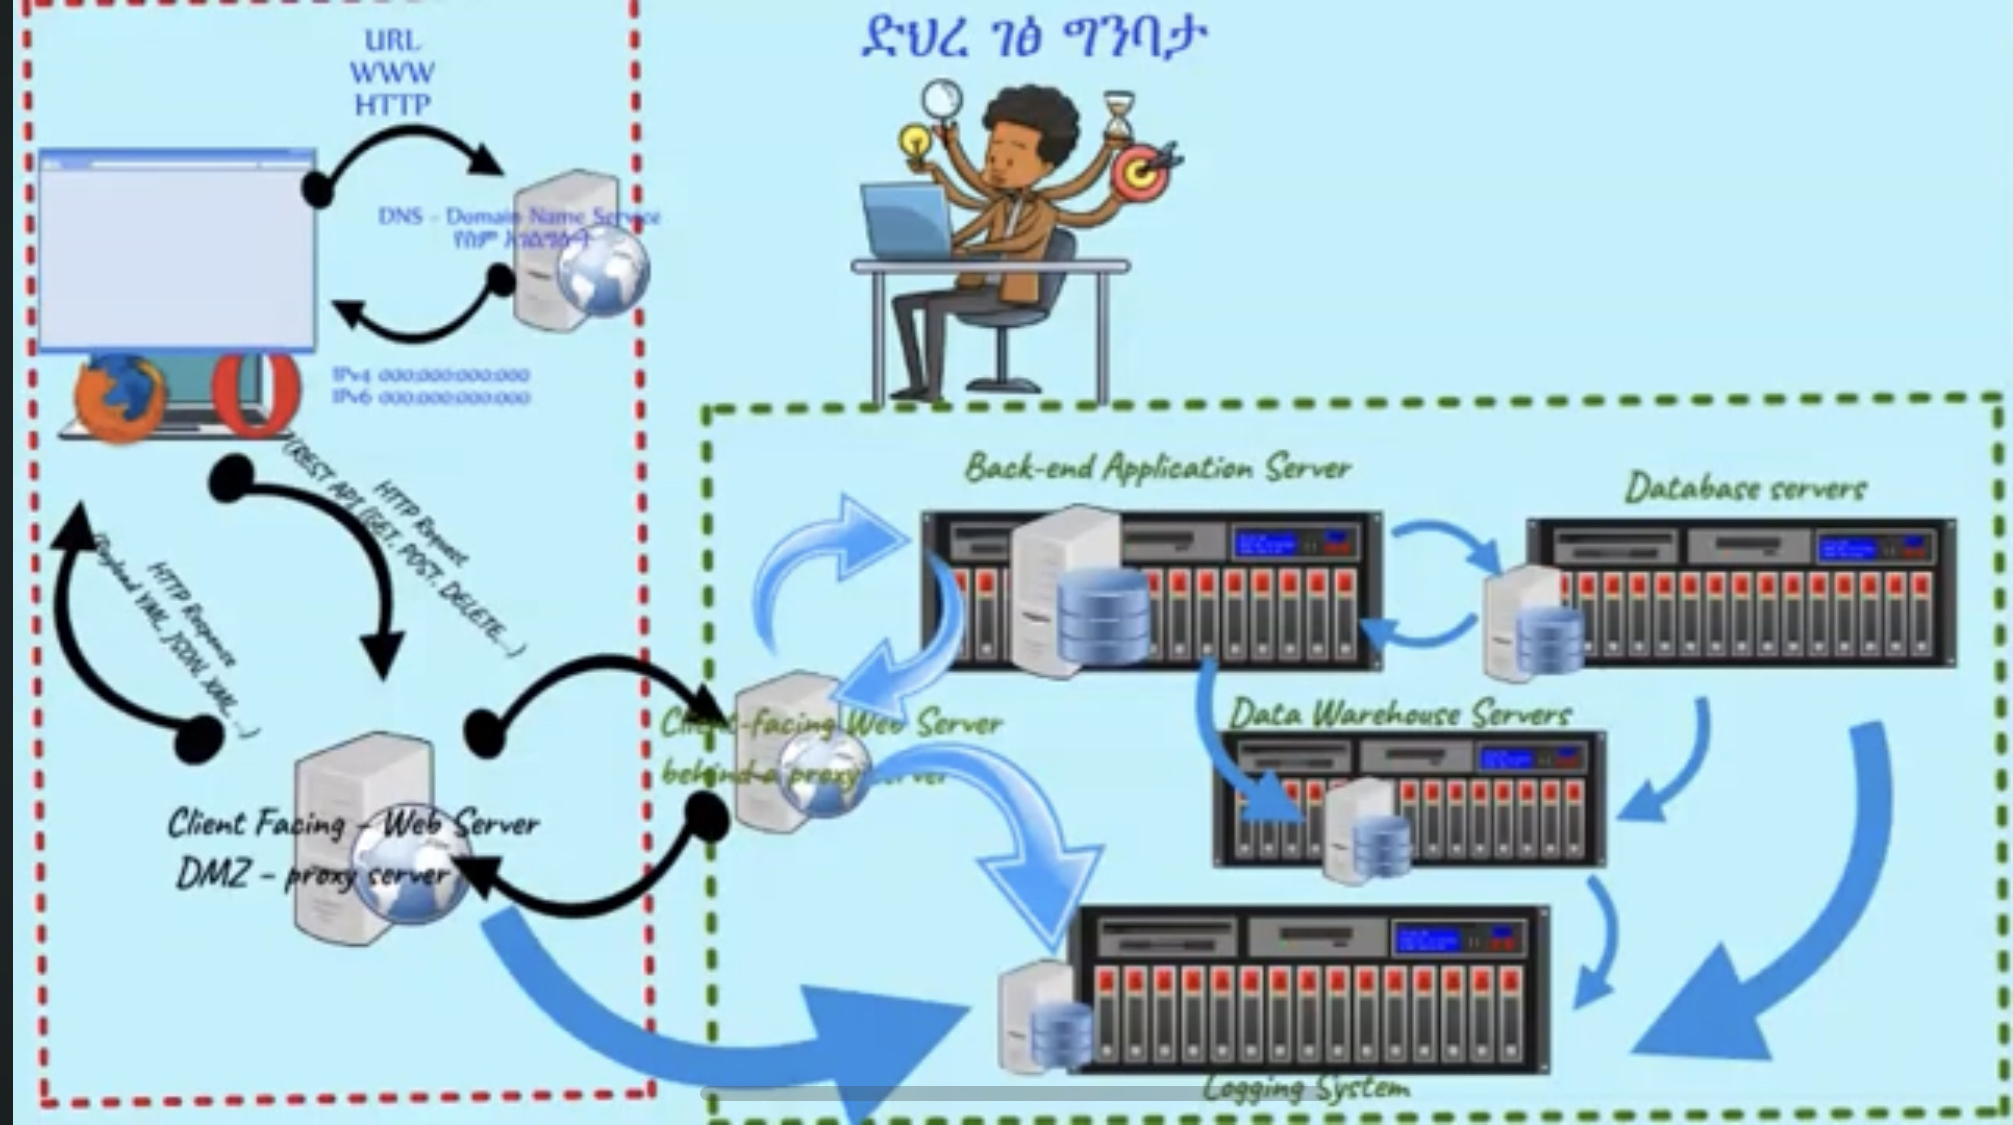 ድህረ ገፅ ግንባታ
URL
WWW
HTTP
DNS - Domain Name Service
የስም አገልግሎት
IPv4 000:000:000:000
IPv6 000:000:000:000
HTTP Request
(REST API (GET, POST, DELETE...)
HTTP Response
(Payload YML, JSON, XML, ...)
Client Facing - Web Server
DMZ - proxy server
Client-facing Web Server
behind a proxy server
Back-end Application Server
Database servers
Data Warehouse Servers
Logging System